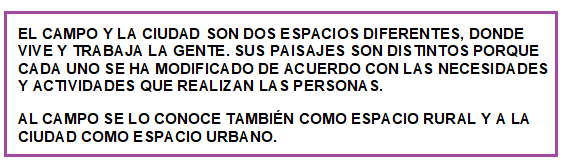 EL CAMPO Y LA CIUDAD SON DOS ESPACIOS DIFERENTES, DONDE
VIVE Y TRABAJA LA GENTE. SUS PAISAJES SON DISTINTOS PORQUE
CADA UNO SE HA MODIFICADO DE ACUERDO CON LAS NECESIDADES
Y ACTIVIDADES QUE REALIZAN LAS PERSONAS.
AL CAMPO SE LO CONOCE TAMBIÉN COMO ESPACIO RURAL Y A LA
CIUDAD COMO ESPACIO URBANO.